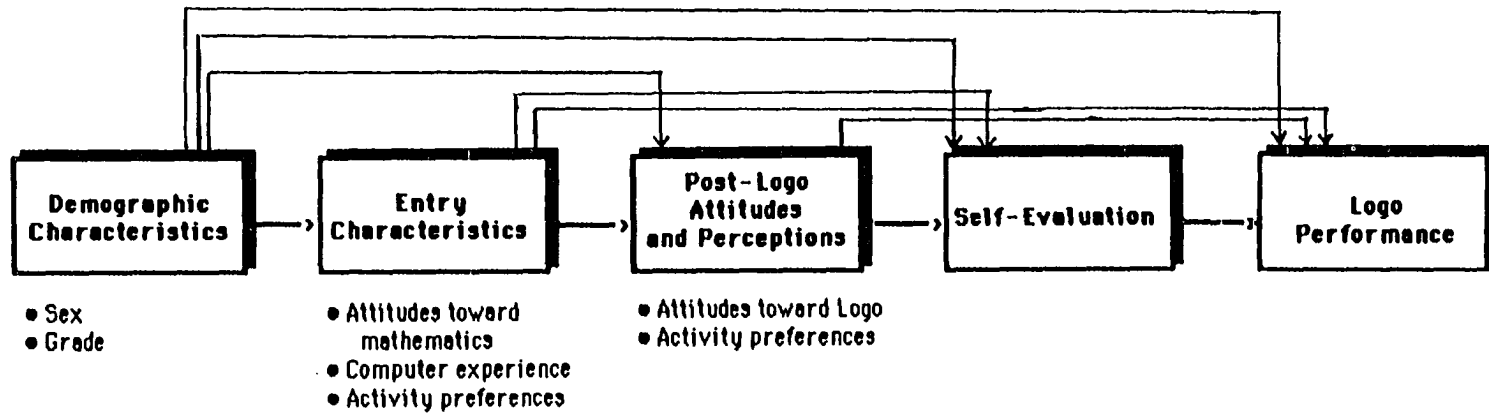 Demographic
Characteristics
Entry
Characteristics
Post-Logo
Attitudes
and Perceptions
Self-Evaluation
Logo
Performance
• Sex
• Grade
• Attitudes toward
mathematics
• Computer experience
• Activity preferences
• Attitudes toward Logo
• Activity preferences